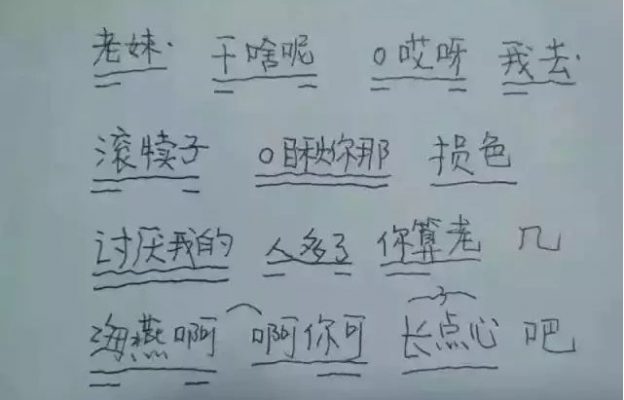 老妹. 干啥呢 0哎呀 我去.
滚犊子 0瞅你那 损色
讨厌我的 人多了 你算老 几
海燕啊 啊你可 长点心 吧